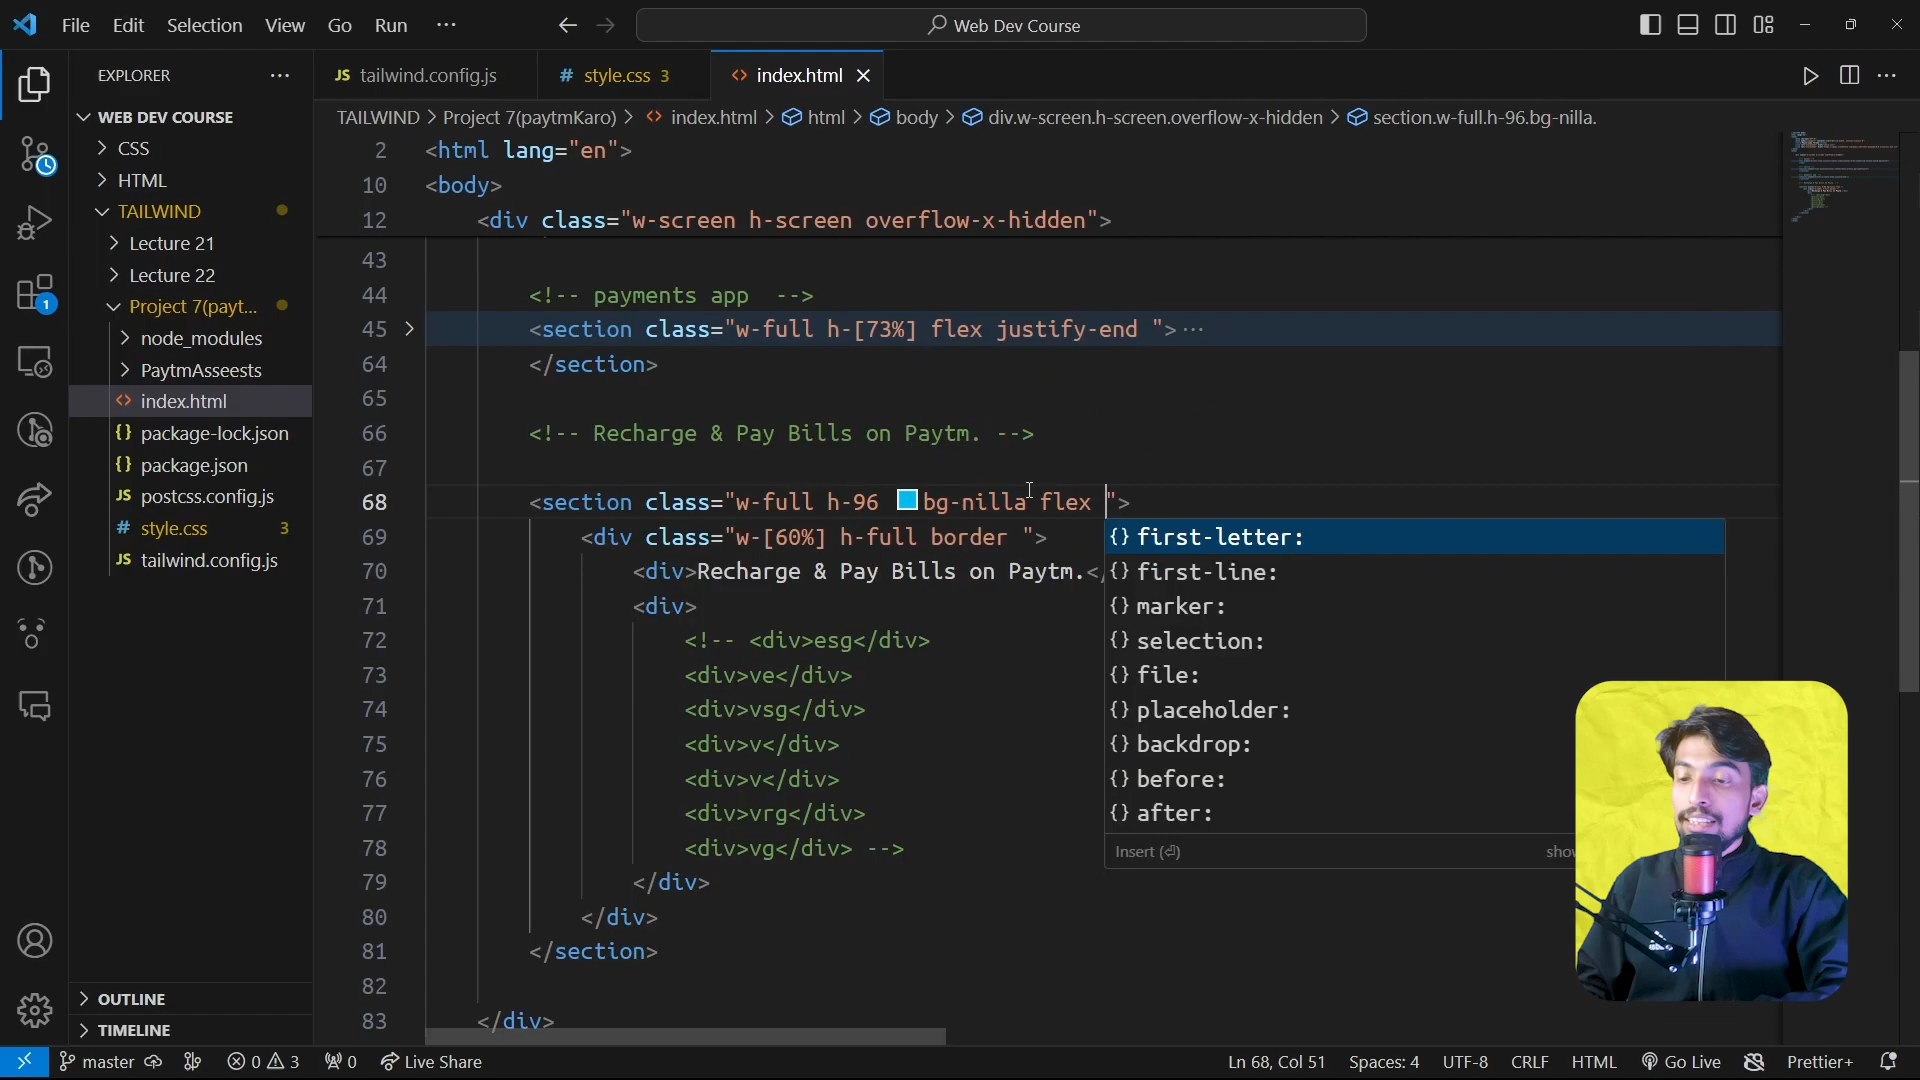 File Edit Selection View Go Run ···
Web Dev Course
EXPLORER
WEB DEV COURSE
CSS
HTML
TAILWIND
Lecture 21
Lecture 22
Project 7(payt...
node_modules
PaytmAsseests
index.html
package-lock.json
package.json
postcss.config.js
style.css 3
tailwind.config.js
OUTLINE
TIMELINE
1
JS tailwind.config.js
# style.css 3
index.html
TAILWIND > Project 7(paytmKaro) > index.html > html > body > div.w-screen.h-screen.overflow-x-hidden > section.w-full.h-96.bg-nilla.
2 <html lang="en">
10 <body>
12 <div class="w-screen h-screen overflow-x-hidden">
43
44 <!-- payments app  -->
45 <section class="w-full h-[73%] flex justify-end ">···
64 </section>
65
66 <!-- Recharge & Pay Bills on Paytm. -->
67
68 <section class="w-full h-96 bg-nilla flex ">
69 <div class="w-[60%] h-full border ">
70 <div>Recharge & Pay Bills on Paytm.</
71 <div>
72 <!-- <div>esg</div>
73 <div>ve</div>
74 <div>vsg</div>
75 <div>v</div>
76 <div>v</div>
77 <div>vrg</div>
78 <div>vg</div> -->
79 </div>
80 </div>
81 </section>
82
83 </div>
{} first-letter:
{} first-line:
{} marker:
{} selection:
{} file:
{} placeholder:
{} backdrop:
{} before:
{} after:
Insert (⏎)
master 0 3 0 Live Share
Ln 68, Col 51 Spaces: 4 UTF-8 CRLF HTML Go Live Prettier+